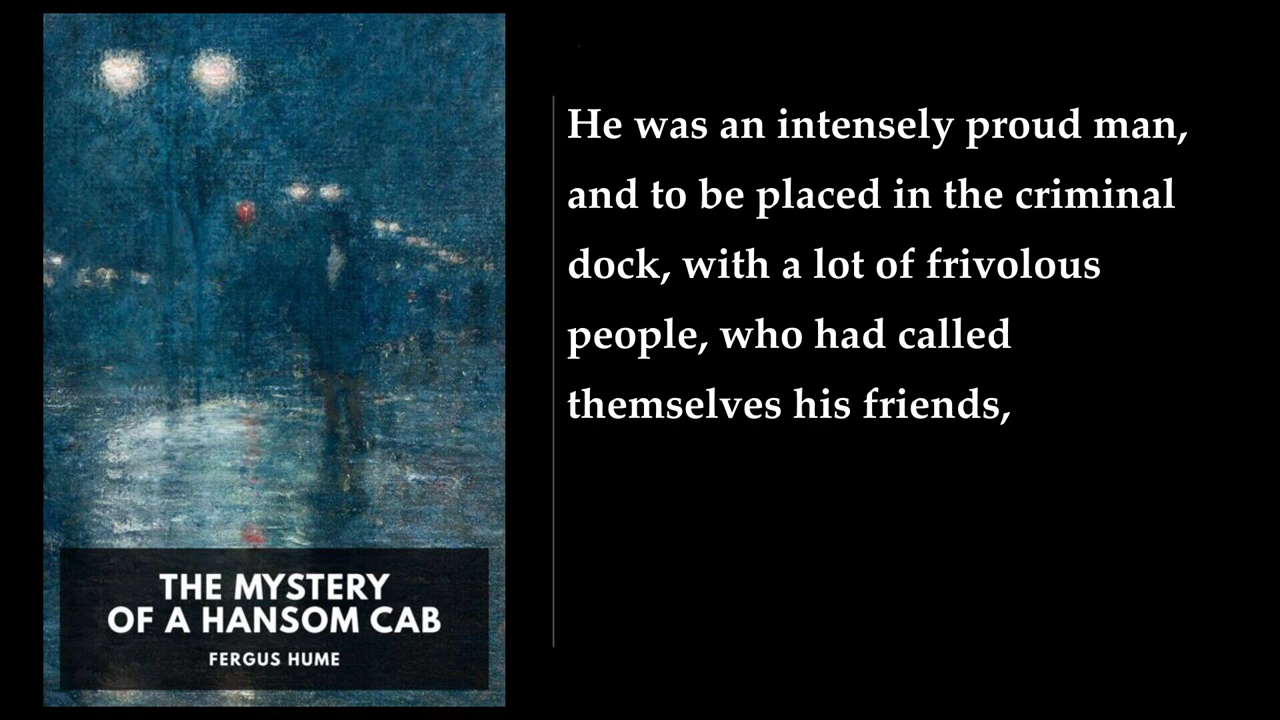 THE MYSTERY
OF A HANSOM CAB
FERGUS HUME
He was an intensely proud man,
and to be placed in the criminal
dock, with a lot of frivolous
people, who had called
themselves his friends,